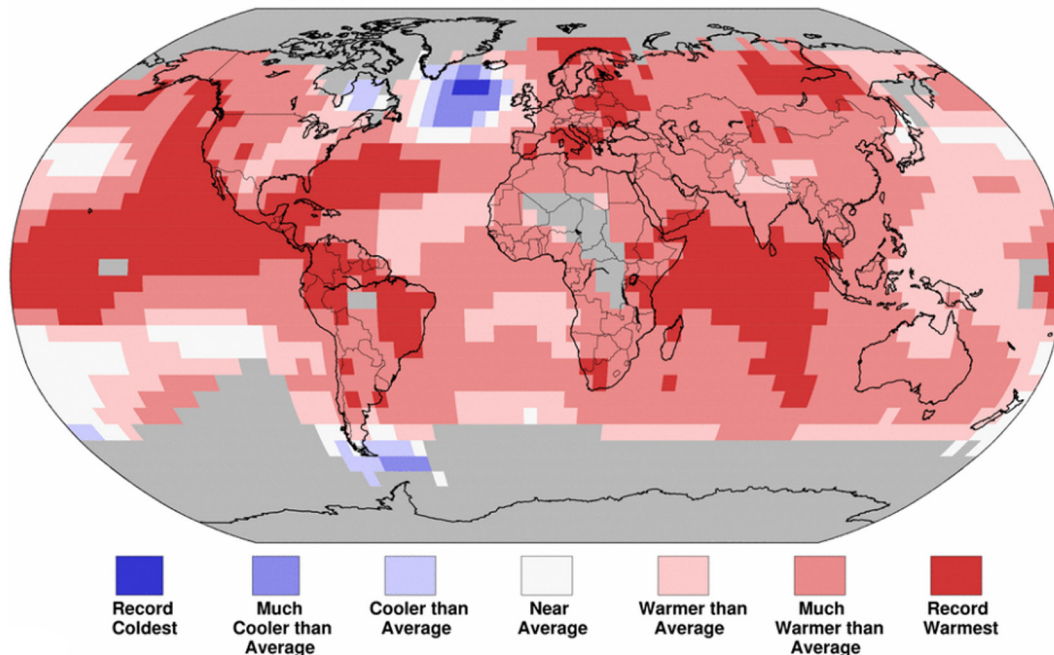 Record
Coldest
Much
Cooler than
Average
Cooler than
Average
Near
Average
Warmer than
Average
Much
Warmer than
Average
Record
Warmest